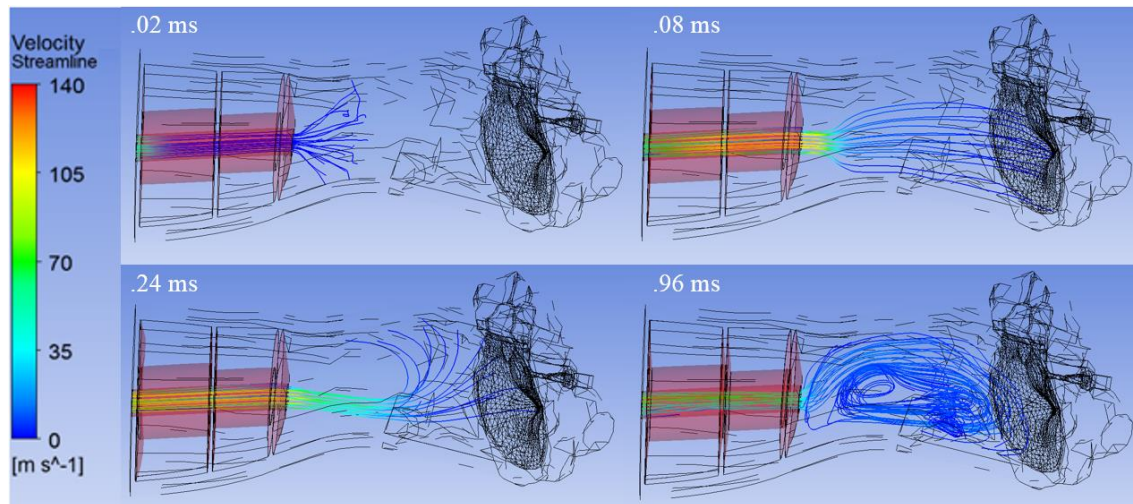 .02 ms
.08 ms
Velocity
Streamline
140
105
70
35
0
[m s^-1]
.24 ms
.96 ms